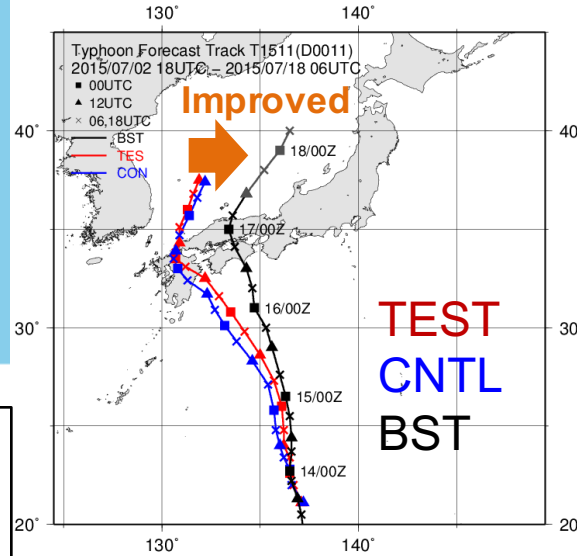 130° 140°
Typhoon Forecast Track T1511(D0011)
2015/07/02 18UTC – 2015/07/18 06UTC
00UTC
12UTC
06,18UTC
BST
TES
CON
Improved
40° 40
18/00Z
17/00Z
16/00Z
30° 30
15/00Z
14/00Z
TEST
CNTL
BST
20° 20
130° 140°